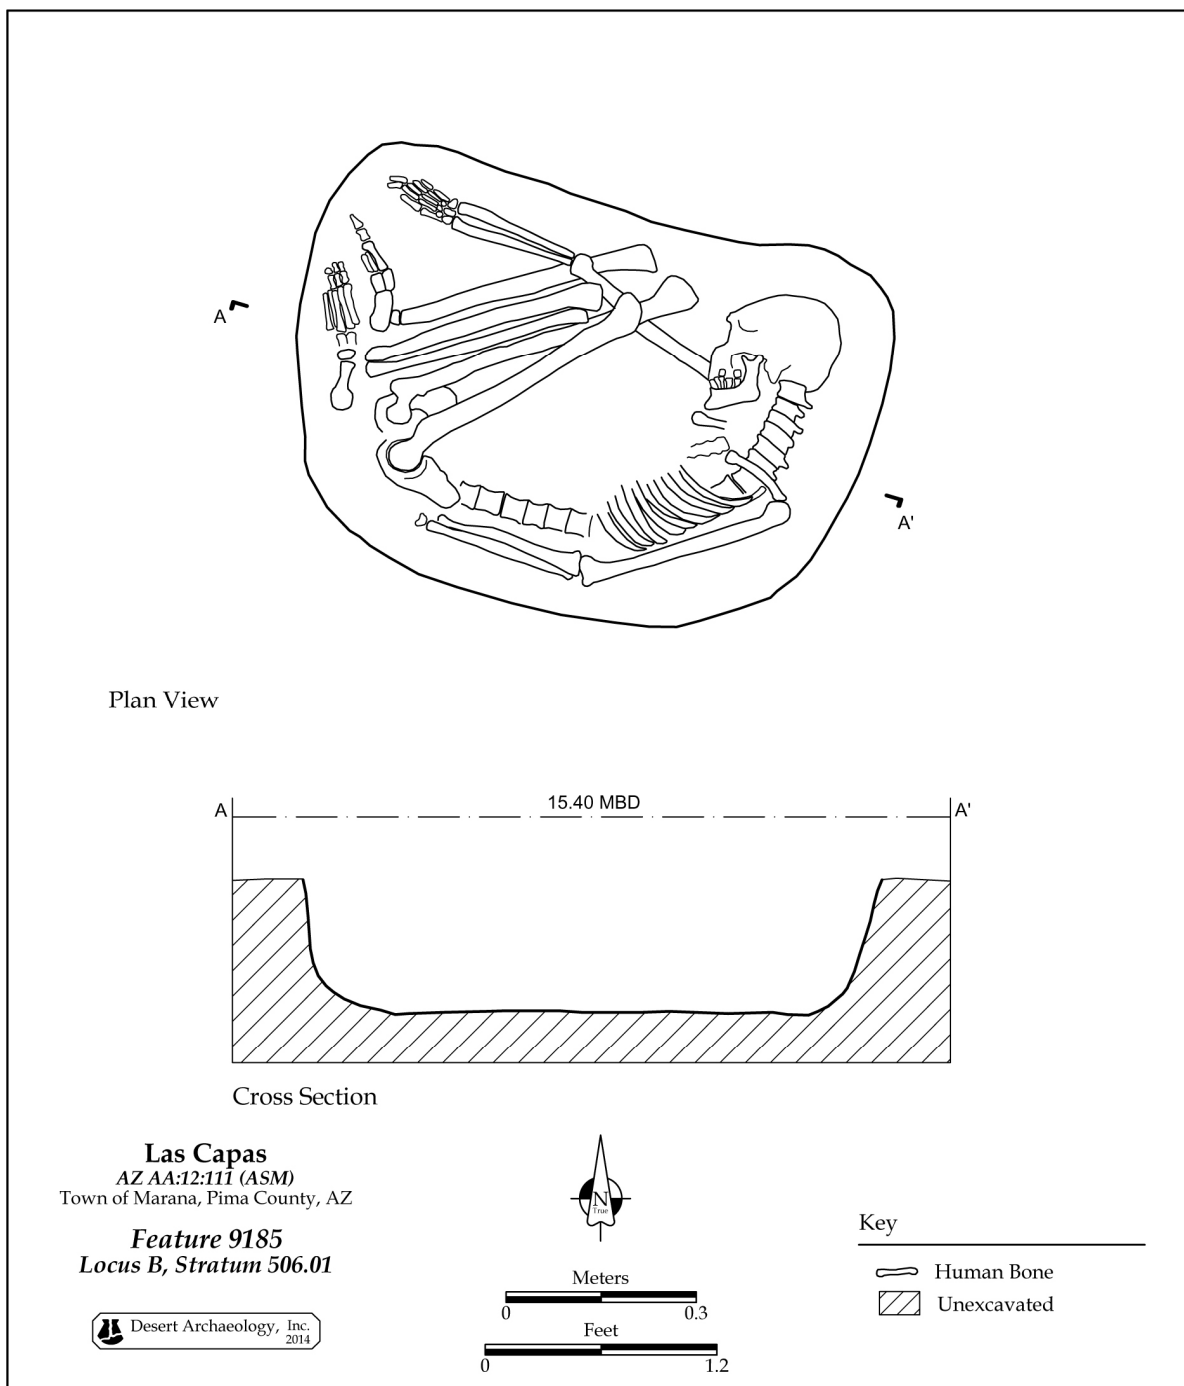 A
A'
Plan View
A
15.40 MBD
A'
Cross Section
Las Capas
AZ AA:12:111 (ASM)
Town of Marana, Pima County, AZ
Feature 9185
Locus B, Stratum 506.01
Desert Archaeology, Inc.
2014
N
True
Meters
0 0.3
Feet
0 1.2
Key
Human Bone
Unexcavated